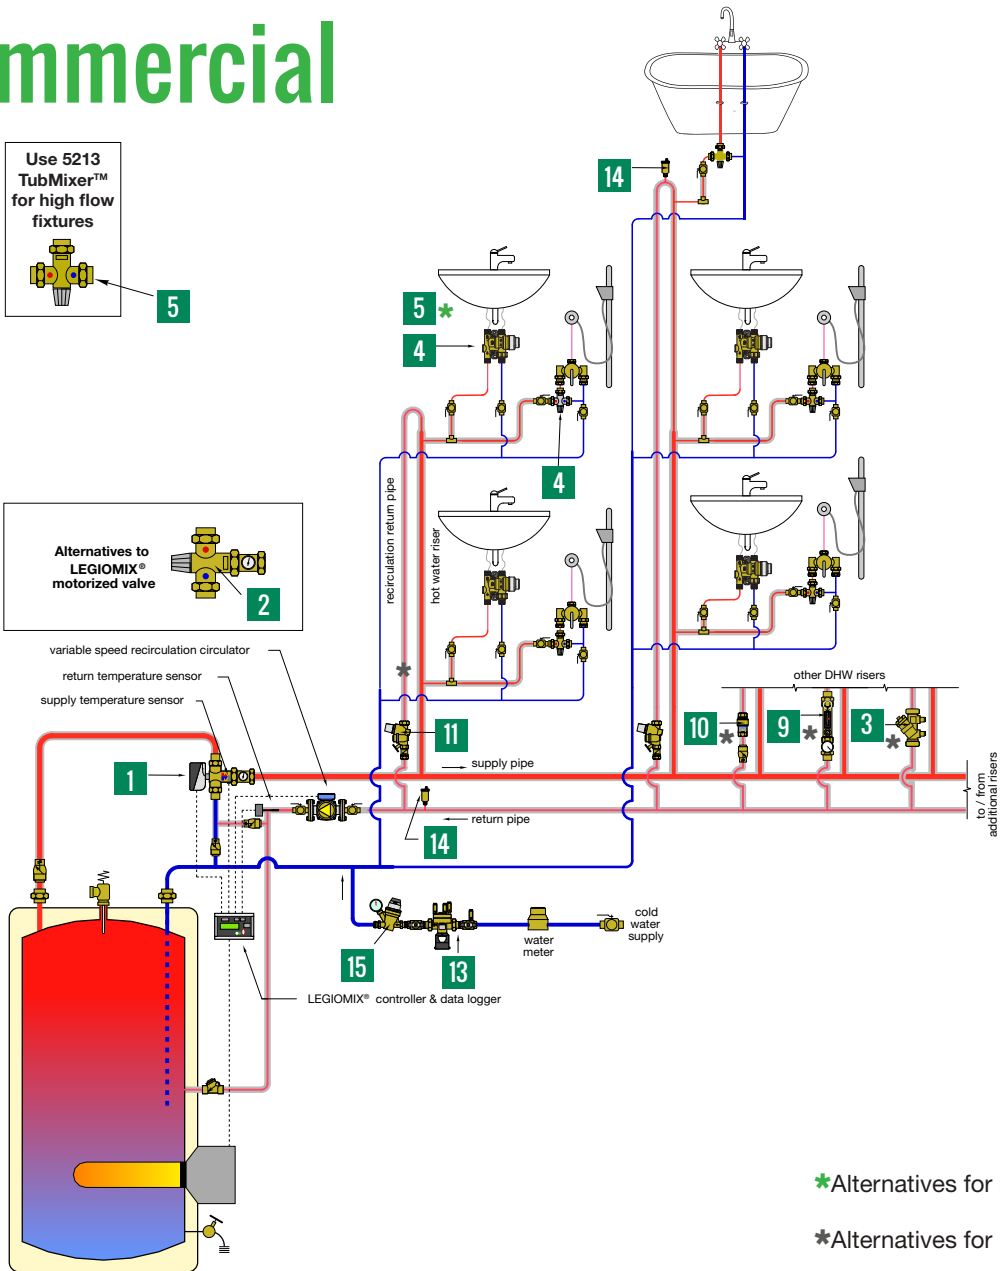 mmercial
Use 5213
TubMixer™
for high flow
fixtures
5
14
5 *
4
4
recirculation return pipe
hot water riser
Alternatives to
LEGIOMIX®
motorized valve
2
variable speed recirculation circulator
return temperature sensor
supply temperature sensor
other DHW risers
11
10
9
3
*
*
*
*
1
supply pipe
return pipe
14
to / from
additional risers
cold
water
supply
water
meter
15
13
LEGIOMIX® controller & data logger
*Alternatives for
*Alternatives for